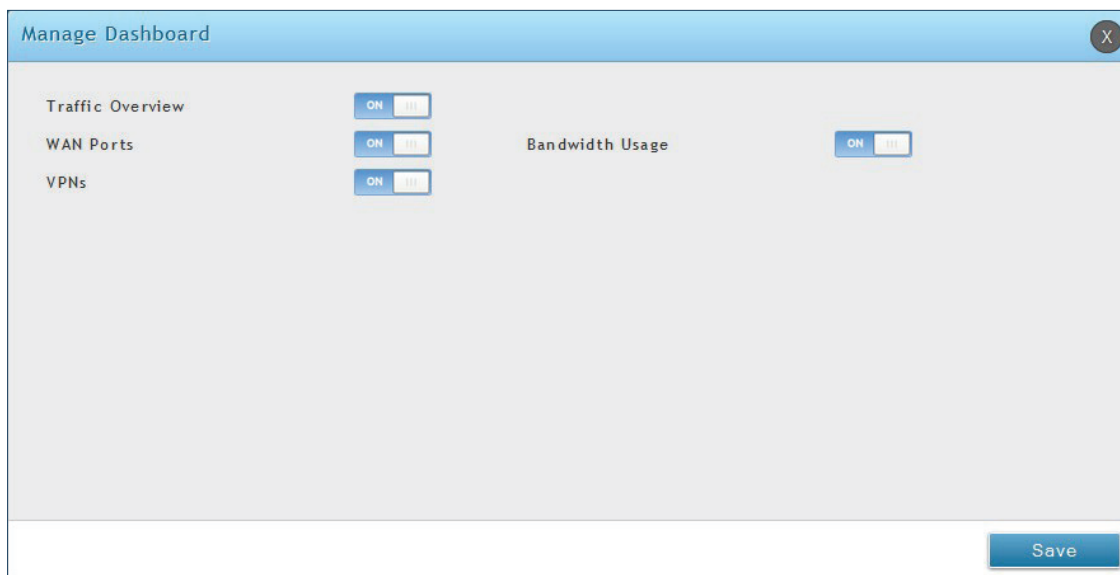 Manage Dashboard X
Traffic Overview ON
WAN Ports ON Bandwidth Usage ON
VPNs ON
Save